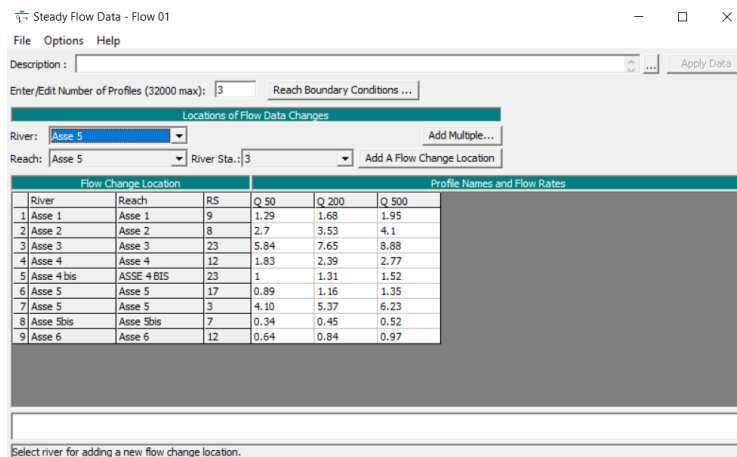 Steady Flow Data - Flow 01
File Options Help
Description : ... Apply Data
Enter/Edit Number of Profiles (32000 max): 3 Reach Boundary Conditions ...
Locations of Flow Data Changes
River: Asse 5 Add Multiple...
Reach: Asse 5 River Sta.: 3 Add A Flow Change Location
Flow Change Location Profile Names and Flow Rates
River Reach RS Q 50 Q 200 Q 500
1 Asse 1 Asse 1 9 1.29 1.68 1.95
2 Asse 2 Asse 2 8 2.7 3.53 4.1
3 Asse 3 Asse 3 23 5.84 7.65 8.88
4 Asse 4 Asse 4 12 1.83 2.39 2.77
5 Asse 4 bis ASSE 4 BIS 23 1 1.31 1.52
6 Asse 5 Asse 5 17 0.89 1.16 1.35
7 Asse 5 Asse 5 3 4.10 5.37 6.23
8 Asse 5bis Asse 5bis 7 0.34 0.45 0.52
9 Asse 6 Asse 6 12 0.64 0.84 0.97
Select river for adding a new flow change location.